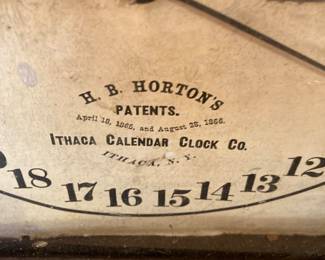 H. B. HORTON'S
PATENTS.
April 18, 1865, and August 28, 1866.
ITHACA CALENDAR CLOCK CO.
ITHACA, N. Y.
18 17 16 15 14 13 12